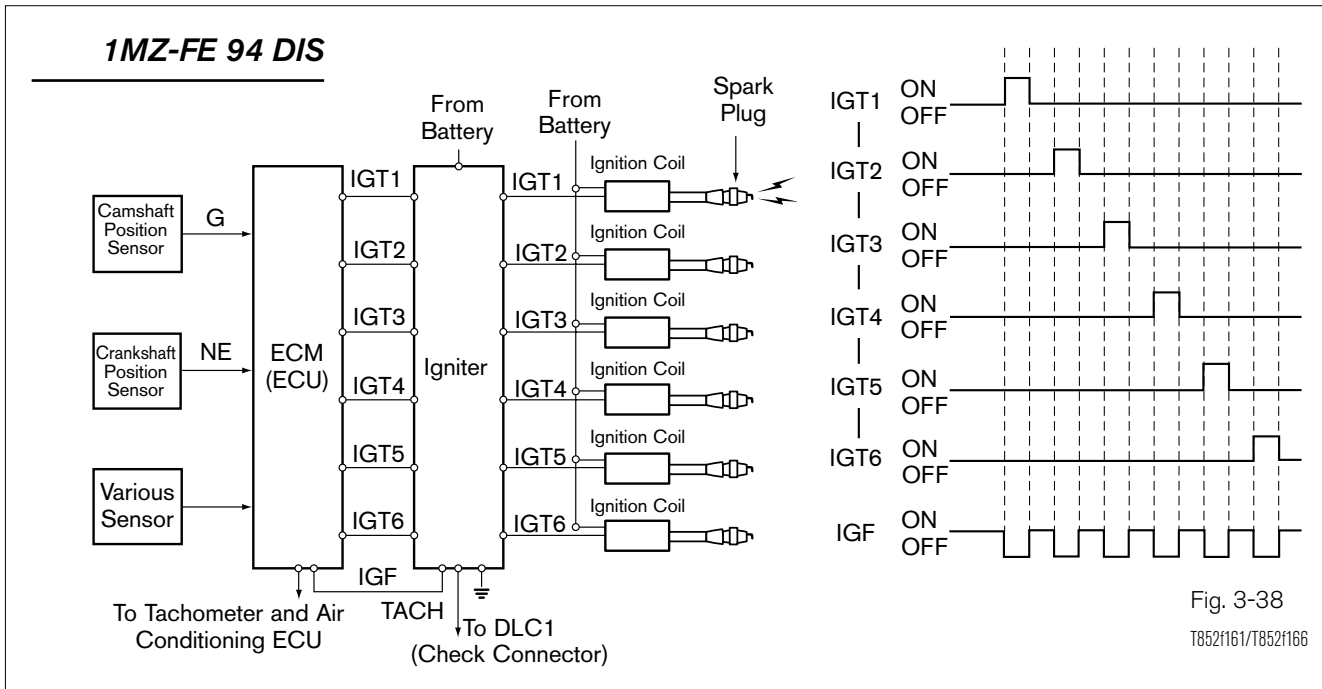 1MZ-FE 94 DIS
From
Battery
From
Battery
Spark
Plug
Camshaft
Position
Sensor
G
Crankshaft
Position
Sensor
NE
Various
Sensor
ECM
(ECU)
IGT1
IGT2
IGT3
IGT4
IGT5
IGT6
Igniter
IGT1
IGT2
IGT3
IGT4
IGT5
IGT6
Ignition Coil
Ignition Coil
Ignition Coil
Ignition Coil
Ignition Coil
Ignition Coil
IGF
TACH
To Tachometer and Air
Conditioning ECU
To DLC1
(Check Connector)
IGT1 ON
OFF
IGT2 ON
OFF
IGT3 ON
OFF
IGT4 ON
OFF
IGT5 ON
OFF
IGT6 ON
OFF
IGF ON
OFF
Fig. 3-38
T852f161/T852f166